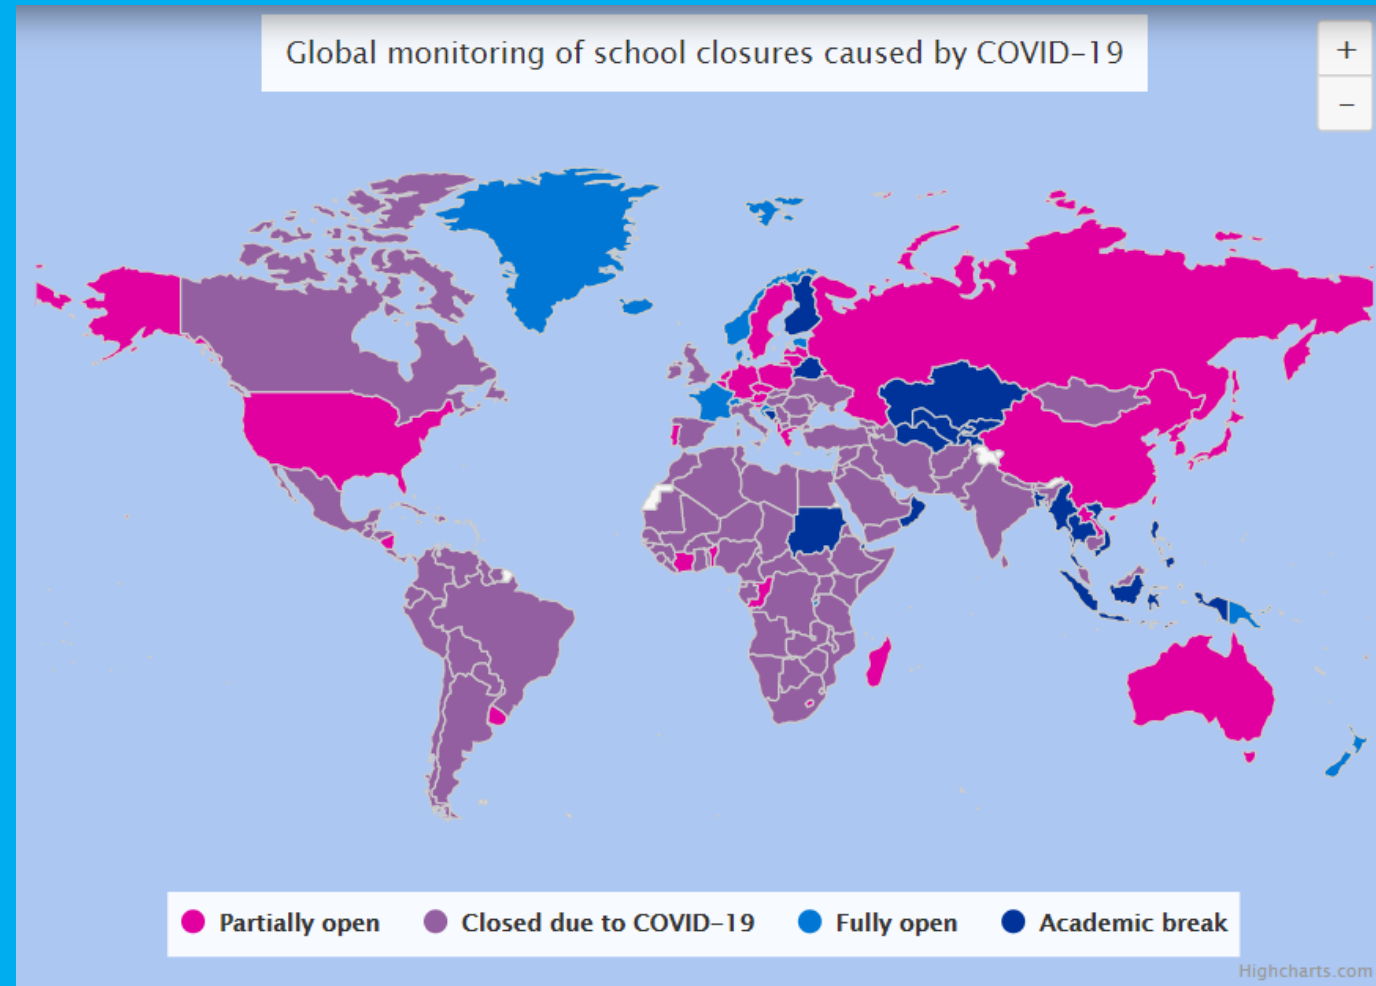 Global monitoring of school closures caused by COVID-19
+
−
Partially open
Closed due to COVID-19
Fully open
Academic break
Highcharts.com